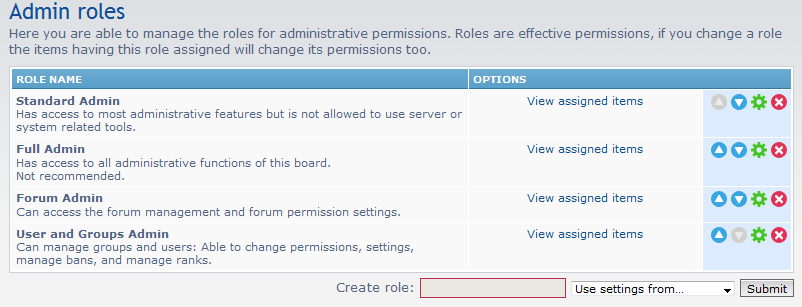 Admin roles
Here you are able to manage the roles for administrative permissions. Roles are effective permissions, if you change a role
the items having this role assigned will change its permissions too.
ROLE NAME OPTIONS
Standard Admin View assigned items
Has access to most administrative features but is not allowed to use server or
system related tools.
Full Admin View assigned items
Has access to all administrative functions of this board.
Not recommended.
Forum Admin View assigned items
Can access the forum management and forum permission settings.
User and Groups Admin View assigned items
Can manage groups and users: Able to change permissions, settings,
manage bans, and manage ranks.
Create role: Use settings from... Submit